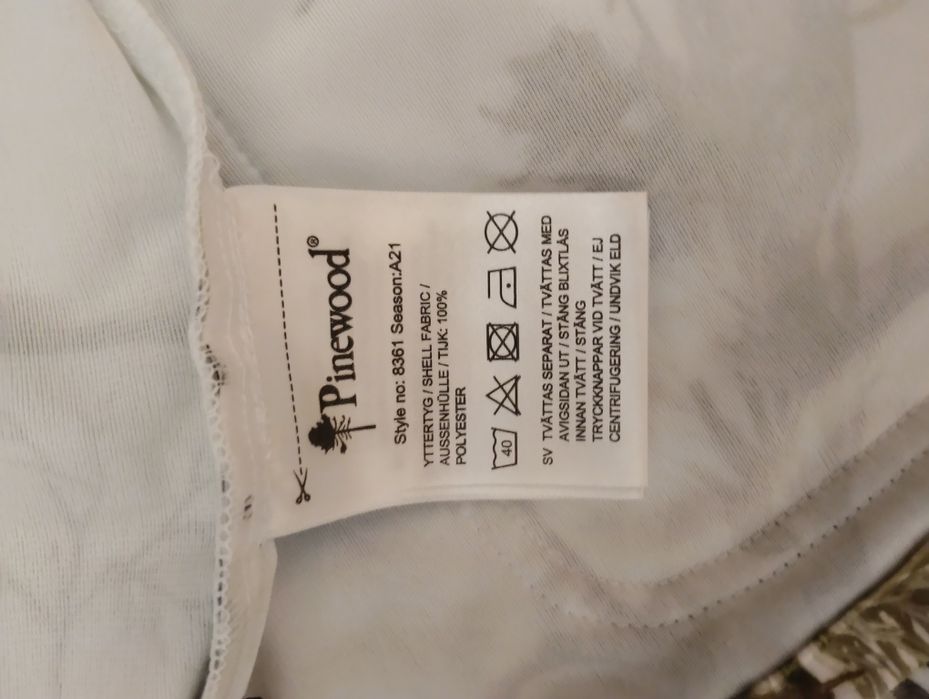 Pinewood®
Style no: 8361 Season:A21
YTTERTYG / SHELL FABRIC /
AUSSENHÜLLE / TIJK: 100%
POLYESTER
40
SV TVÄTTAS SEPARAT / TVÄTTAS MED
AVIGSIDAN UT / STÄNG BLIXTLÅS
INNAN TVÄTT / STÄNG
TRYCKKNAPPAR VID TVÄTT / EJ
CENTRIFUGERING / UNDVIK ELD